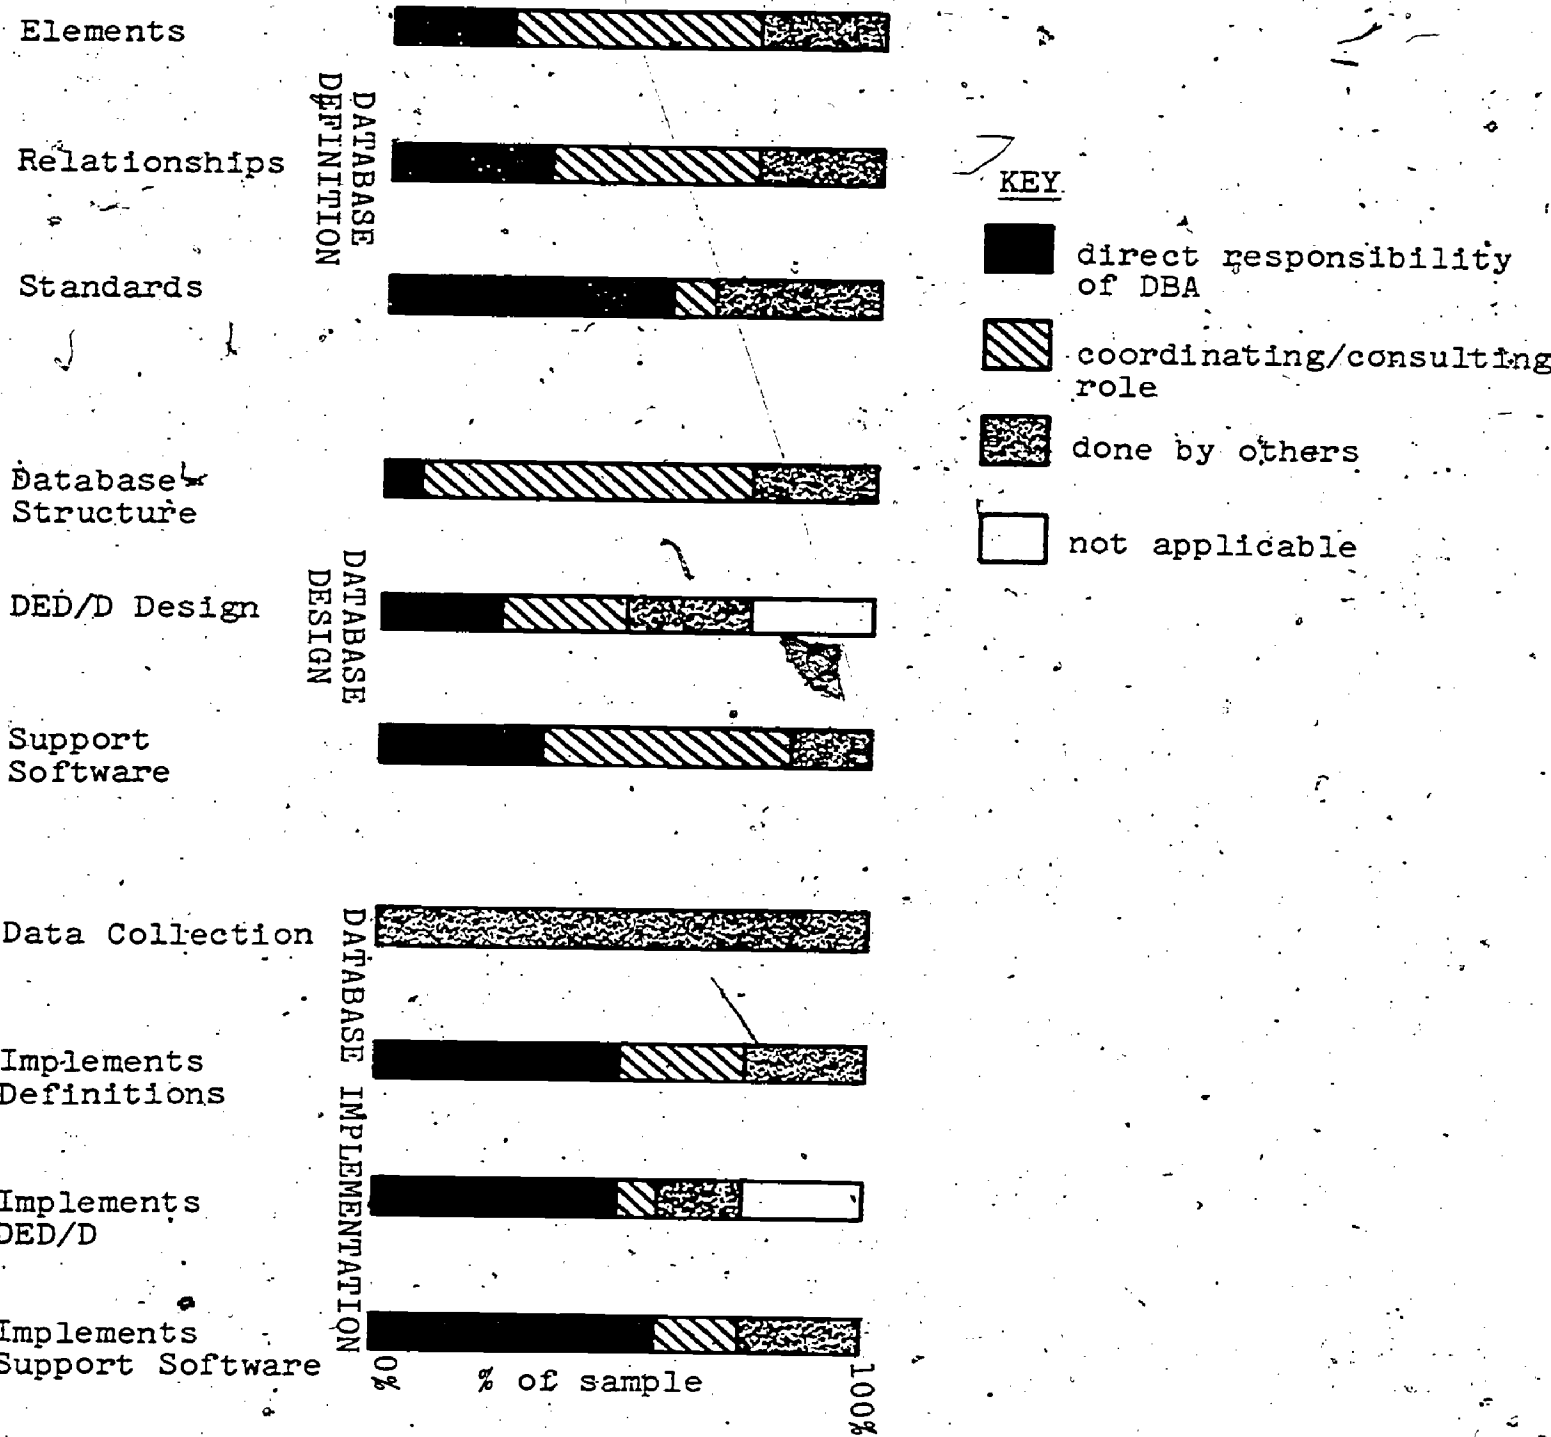 Elements
DATABASE
DEFINITION
Relationships
Standards
KEY
direct responsibility
of DBA
coordinating/consulting
role
done by others
not applicable
Database
Structure
DATABASE
DESIGN
DED/D Design
Support
Software
Data Collection
DATABASE IMPLEMENTATION
Implements
Definitions
Implements
DED/D
Implements
Support Software
0%
% of sample
100%